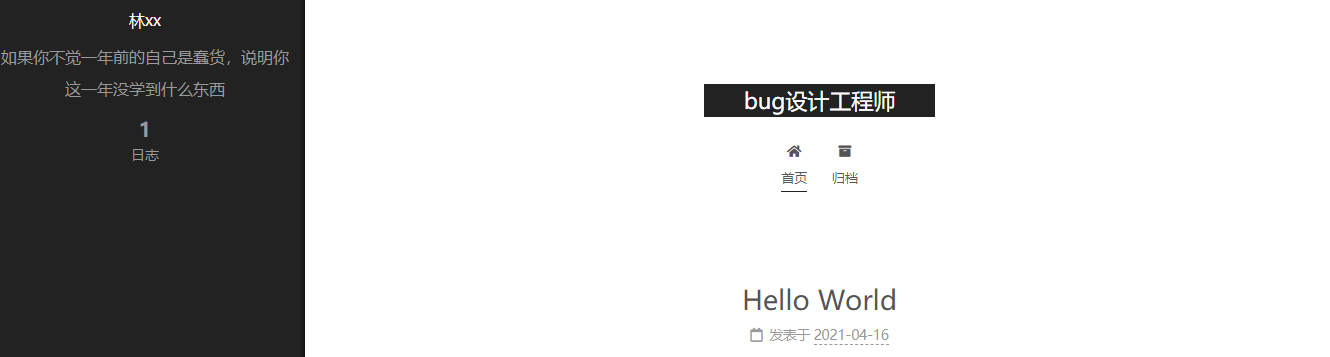 林xx
如果你不觉一年前的自己是蠢货，说明你
这一年没学到什么东西
1
日志
bug设计工程师
首页 归档
Hello World
发表于 2021-04-16